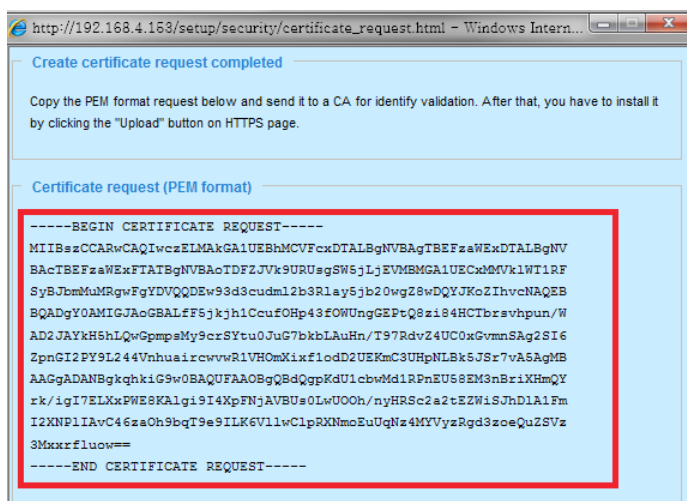 http://192.168.4.153/setup/security/certificate_request.html - Windows Intern...
Create certificate request completed
Copy the PEM format request below and send it to a CA for identify validation. After that, you have to install it
by clicking the "Upload" button on HTTPS page.
Certificate request (PEM format)
-----BEGIN CERTIFICATE REQUEST-----
MIIBszCCARwCAQIwczELMAkGA1UEBhMCVFcxDTALBgNVBAgTBEFzaWExDTALBgNV
BAcTBEFzaWExFTATBgNVBAoTDFZJVk9URUsgSW5jLjEVMBMGA1UECxMMVklWT1RF
SyBJbmMuMRgwFgYDVQQDEw93d3cudml2b3Rlay5jb20wgZ8wDQYJKoZIhvcNAQEB
BQADgY0AMIGJAoGBALfF5jkjh1CcufOHp43fOWUngGEPtQ8zi84HCTbrsvhpun/W
AD2JAYkH5hLQwGpmpsMy9crSYtu0JuG7bkbLAuHn/T97RdvZ4UC0xGvmnSAg2SI6
ZpnGI2PY9L244VnhuaircwvwR1VHOmXixf1odD2UEKmC3UHpNLBk5JSr7vA5AgMB
AAGgADANBgkqhkiG9w0BAQUFAAOBgQBdQgpKdU1cbwMd1RPnEU58EM3nBriXHmQY
rk/igI7ELXxPWE8KAlgi9I4XpFNjAVBUs0LwUOOh/nyHRSc2a2tEZWiSJhDlA1Fm
I2XNPlIAvC46zaOh9bqT9e9ILK6VllwClpRXNmoEuUqNz4MYVyzRgd3zoeQuZSVz
3Mxxrfluow==
-----END CERTIFICATE REQUEST-----